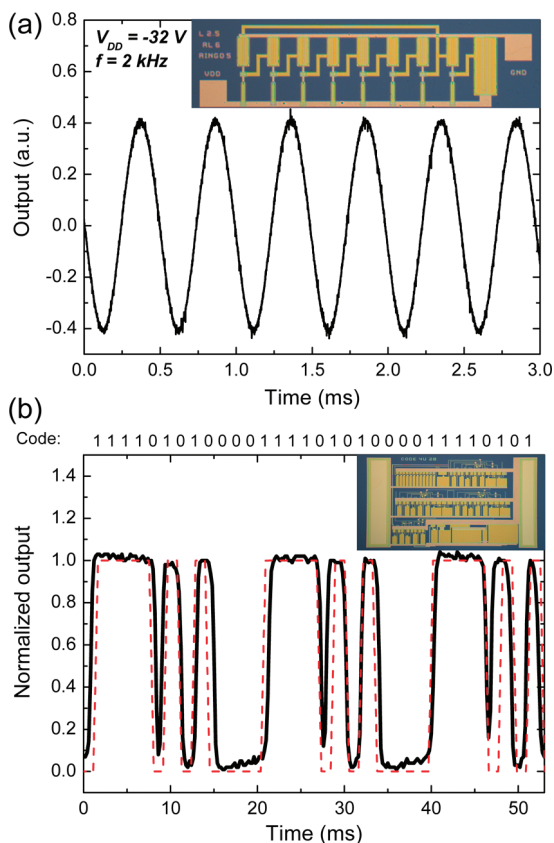 (a)
V_DD = -32 V
f = 2 kHz
L 2.5
RL 6
RINGO 5
VDD
GND
0.8
0.6
0.4
0.2
0.0
-0.2
-0.4
Output (a.u.)
0.0 0.5 1.0 1.5 2.0 2.5 3.0
Time (ms)
(b)
Code: 1 1 1 1 0 1 0 1 0 0 0 0 1 1 1 1 0 1 0 1 0 0 0 0 1 1 1 1 0 1 0 1
1.4
1.2
1.0
0.8
0.6
0.4
0.2
0.0
Normalized output
0 10 20 30 40 50
Time (ms)